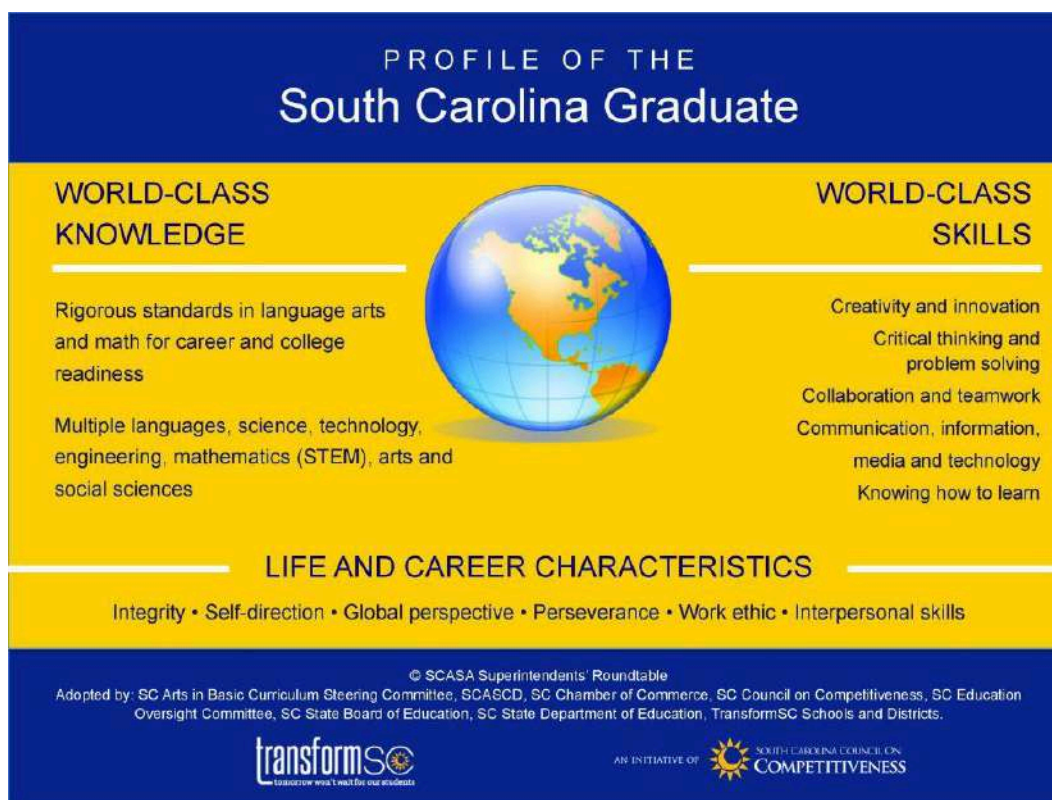 PROFILE OF THE
South Carolina Graduate
WORLD-CLASS
KNOWLEDGE
Rigorous standards in language arts
and math for career and college
readiness
Multiple languages, science, technology,
engineering, mathematics (STEM), arts and
social sciences
WORLD-CLASS
SKILLS
Creativity and innovation
Critical thinking and
problem solving
Collaboration and teamwork
Communication, information,
media and technology
Knowing how to learn
LIFE AND CAREER CHARACTERISTICS
Integrity • Self-direction • Global perspective • Perseverance • Work ethic • Interpersonal skills
© SCASA Superintendents' Roundtable
Adopted by: SC Arts in Basic Curriculum Steering Committee, SCASCD, SC Chamber of Commerce, SC Council on Competitiveness, SC Education
Oversight Committee, SC State Board of Education, SC State Department of Education, TransformSC Schools and Districts.
transformSC
tomorrow won't wait for our students
AN INITIATIVE OF
SOUTH CAROLINA COUNCIL ON
COMPETITIVENESS